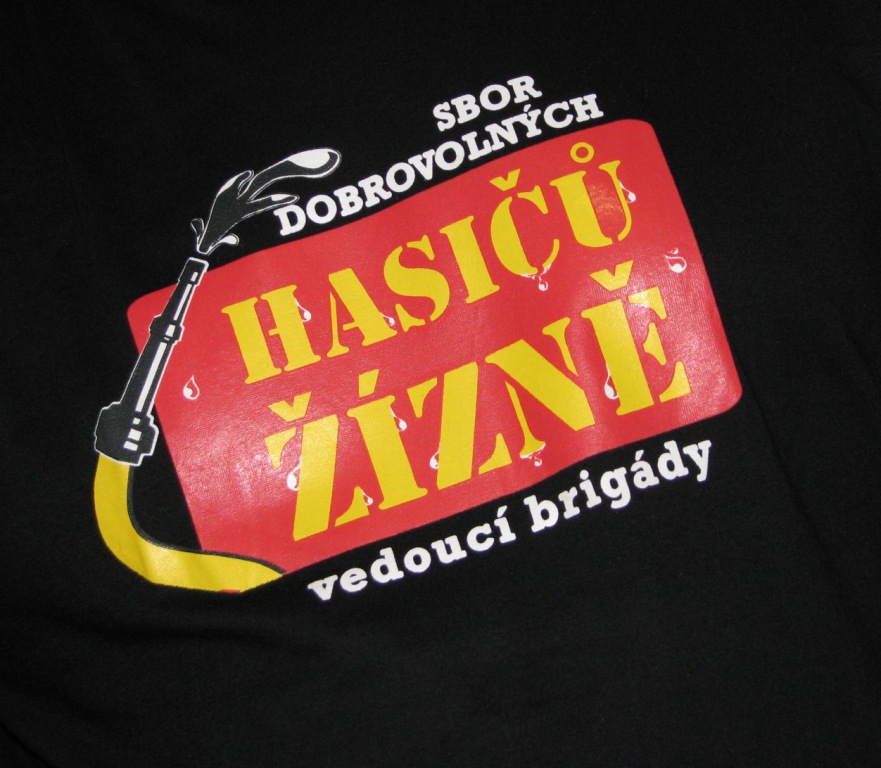 SBOR
DOBROVOLNÝCH
HASIČŮ
ŽÍZNĚ
vedoucí brigády